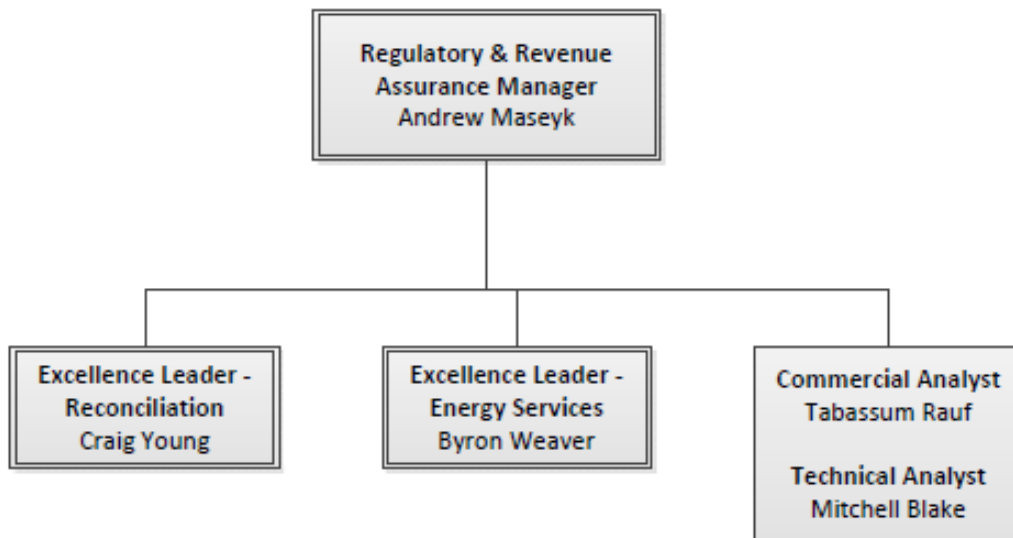 Regulatory & Revenue
Assurance Manager
Andrew Maseyk
Excellence Leader -
Reconciliation
Craig Young
Excellence Leader -
Energy Services
Byron Weaver
Commercial Analyst
Tabassum Rauf
Technical Analyst
Mitchell Blake